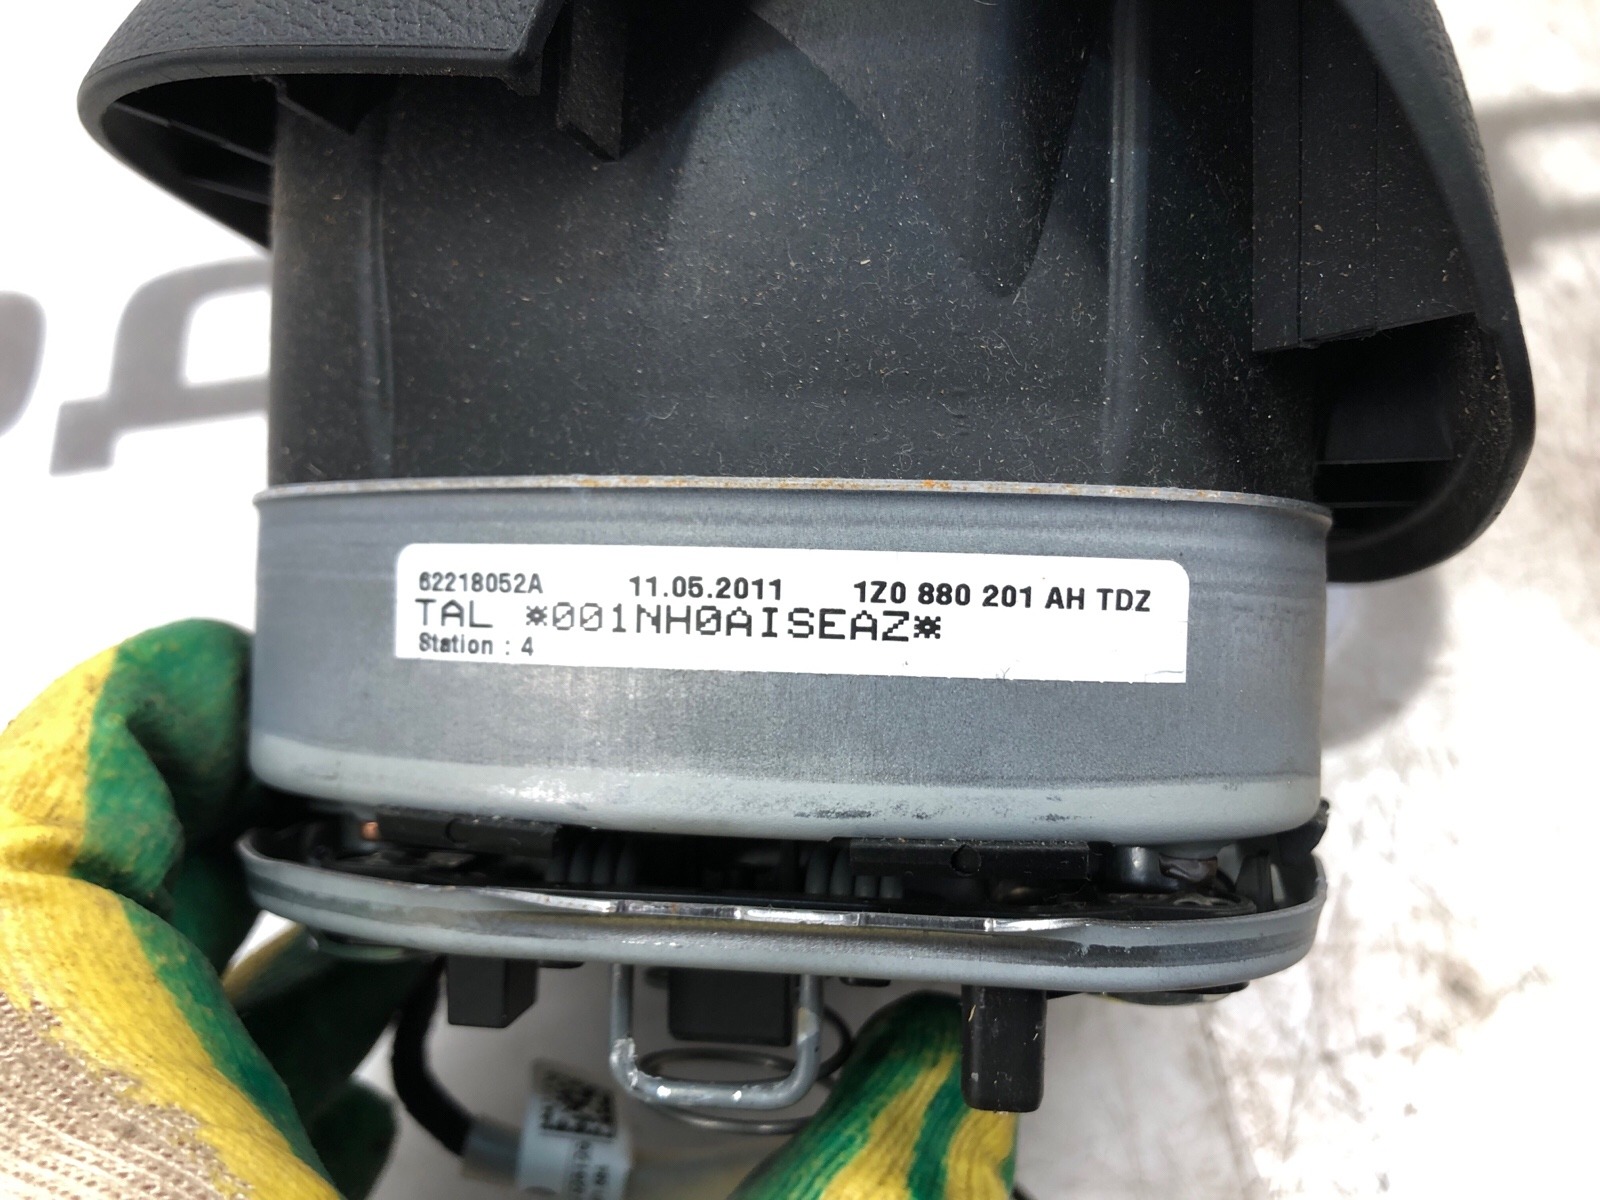 62218052A 11.05.2011 1Z0 880 201 AH TDZ
TAL *001NH0AISEAZ*
Station : 4